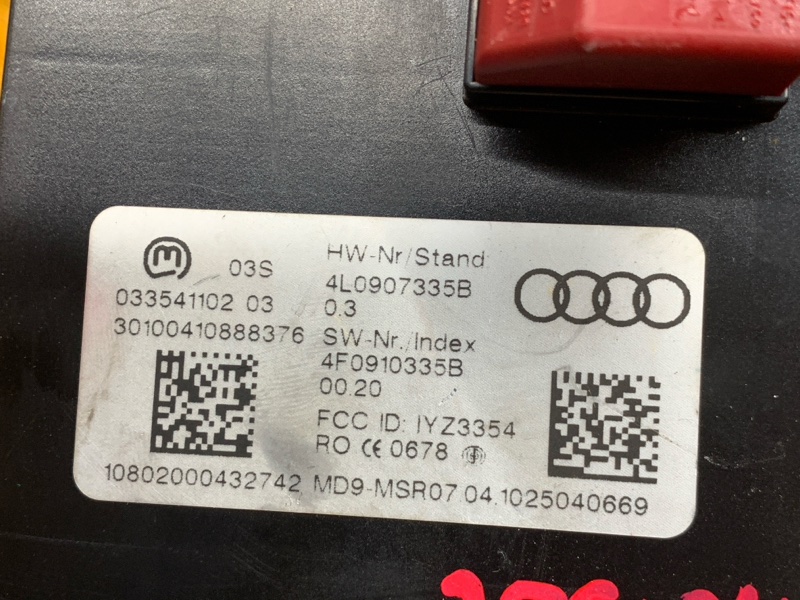 03S
033541102 03
30100410888376
HW-Nr/Stand
4L0907335B
0.3
SW-Nr./Index
4F0910335B
00.20
FCC ID: IYZ3354
RO CE 0678
10802000432742 MD9-MSR07 04.1025040669